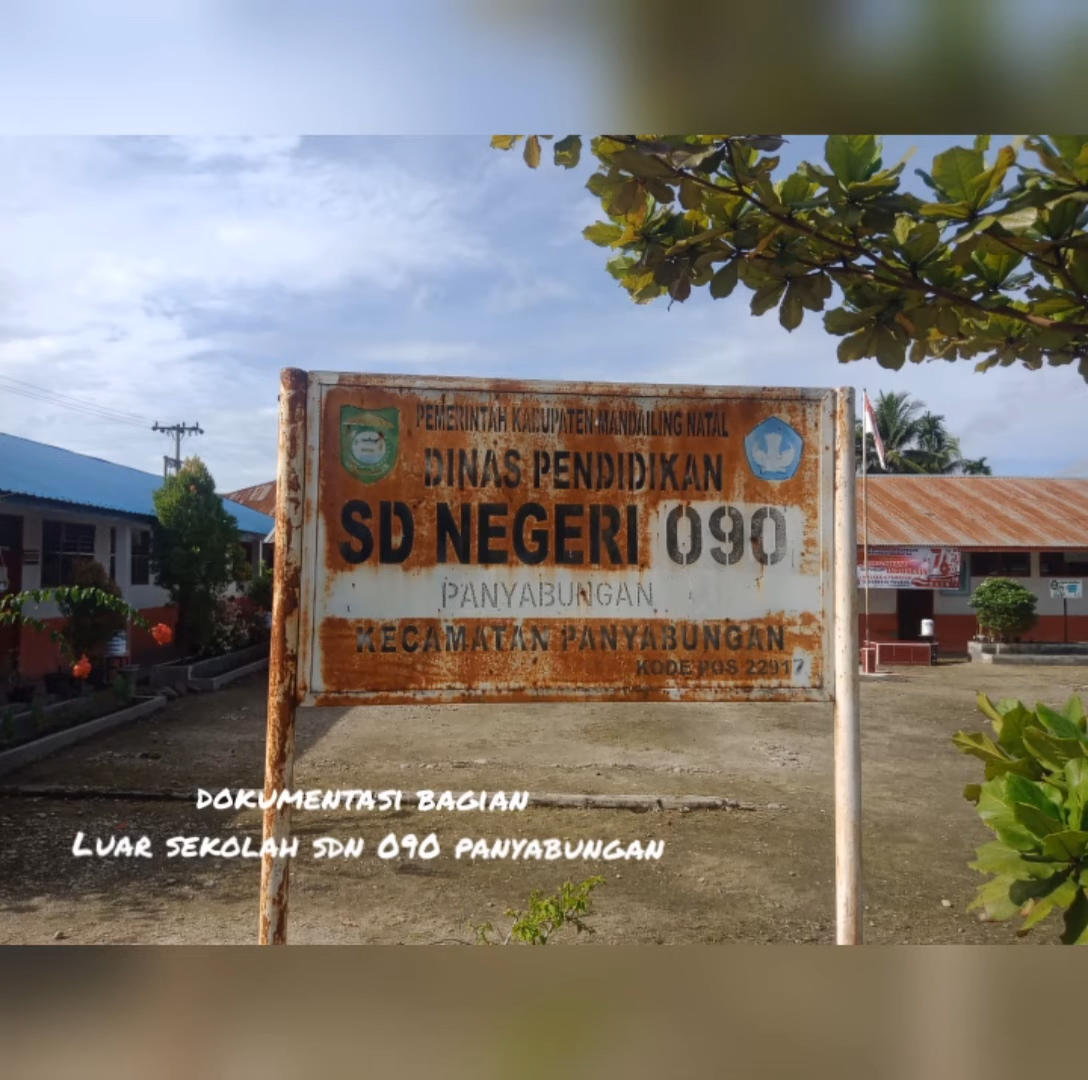 PEMERINTAH KABUPATEN MANDAILING NATAL
DINAS PENDIDIKAN
SD NEGERI 090
PANYABUNGAN
KECAMATAN PANYABUNGAN
KODE POS 22917
DOKUMENTASI BAGIAN
LUAR SEKOLAH SDN 090 PANYABUNGAN